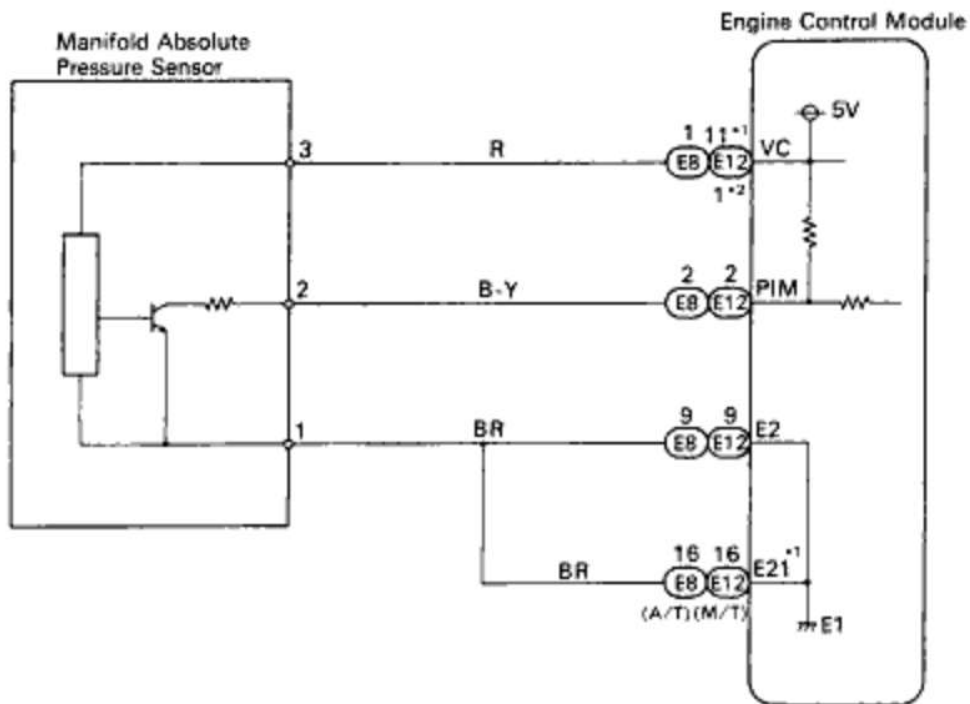 Engine Control Module
Manifold Absolute
Pressure Sensor
5V
3 R 1 11*1 VC
E8 E12
1*2
2 B-Y 2 2 PIM
E8 E12
1 BR 9 9 E2
E8 E12
BR 16 16 E21*1
E8 E12
(A/T) (M/T)
E1